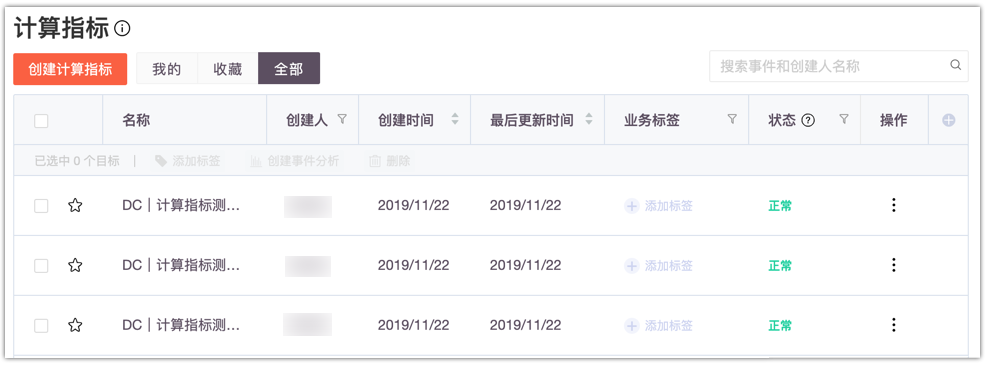 计算指标
创建计算指标 我的 收藏 全部 搜索事件和创建人名称
名称 创建人 创建时间 最后更新时间 业务标签 状态 操作
已选中 0 个目标 | 添加标签 创建事件分析 删除
DC｜计算指标测... 2019/11/22 2019/11/22 添加标签 正常
DC｜计算指标测... 2019/11/22 2019/11/22 添加标签 正常
DC｜计算指标测... 2019/11/22 2019/11/22 添加标签 正常